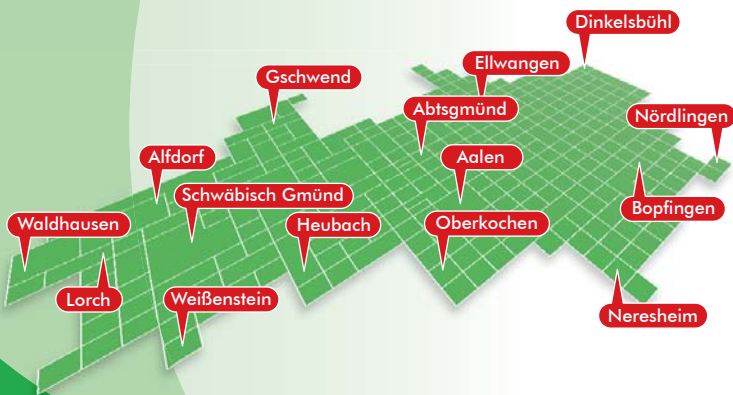 Dinkelsbühl
Ellwangen
Gschwend
Abtsgmünd
Nördlingen
Alfdorf
Aalen
Schwäbisch Gmünd
Bopfingen
Waldhausen
Heubach
Oberkochen
Lorch
Weißenstein
Neresheim